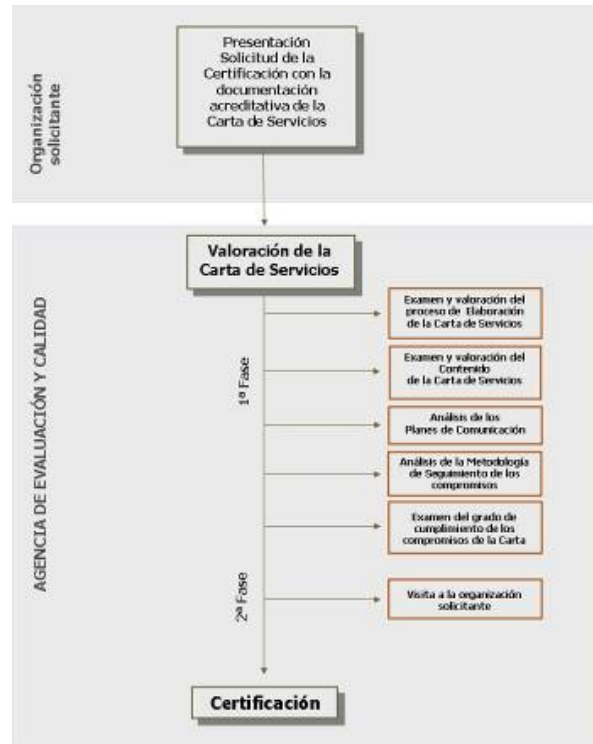 Organización
solicitante
Presentación
Solicitud de la
Certificación con la
documentación
acreditativa de la
Carta de Servicios
AGENCIA DE EVALUACIÓN Y CALIDAD
Valoración de la
Carta de Servicios
1ª Fase
Examen y valoración del
proceso de Elaboración
de la Carta de Servicios
Examen y valoración del
Contenido
de la Carta de Servicios
Análisis de los
Planes de Comunicación
Análisis de la Metodología
de Seguimiento de los
compromisos
Examen del grado de
cumplimiento de los
compromisos de la Carta
2ª Fase
Visita a la organización
solicitante
Certificación